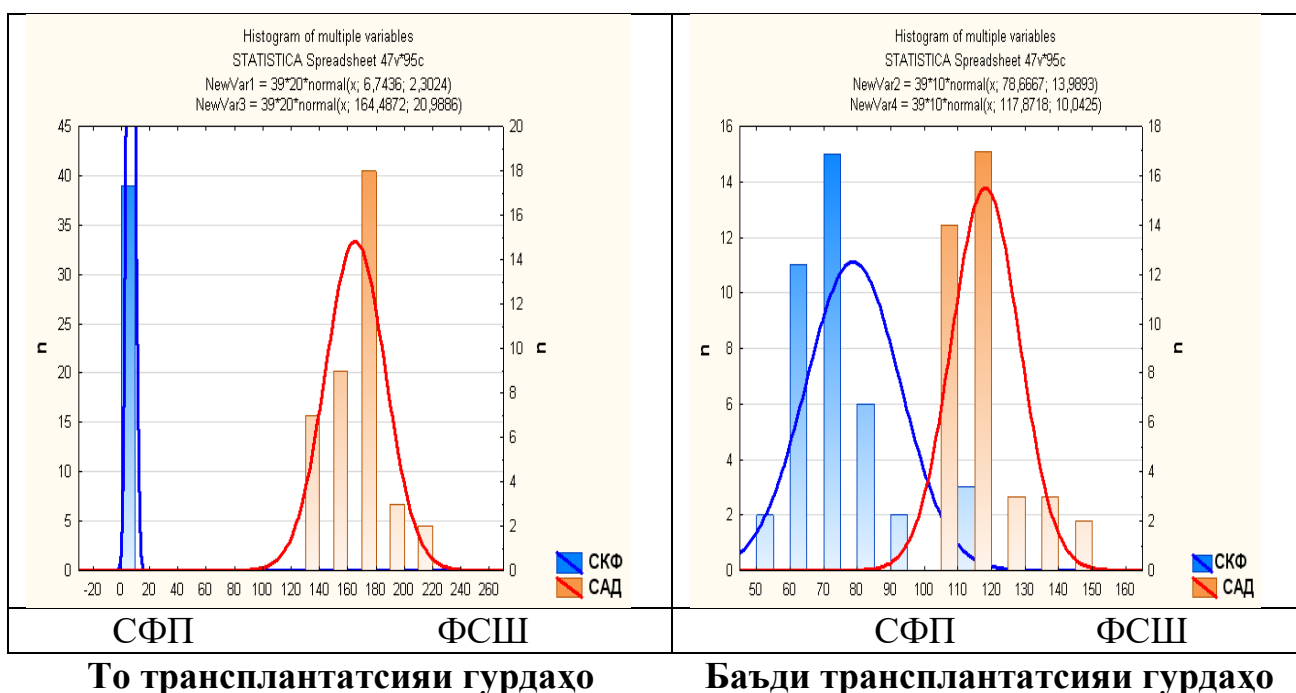 Histogram of multiple variables
STATISTICA Spreadsheet 47v*95c
NewVar1 = 39*20*normal(x; 6,7436; 2,3024)
NewVar3 = 39*20*normal(x; 164,4872; 20,9886)
45
40
35
30
25
20
15
10
5
0
n
20
18
16
14
12
10
8
6
4
2
0
n
-20 0 20 40 60 80 100 120 140 160 180 200 220 240 260
СКФ
САД
Histogram of multiple variables
STATISTICA Spreadsheet 47v*95c
NewVar2 = 39*10*normal(x; 78,6667; 13,9893)
NewVar4 = 39*10*normal(x; 117,8718; 10,0425)
16
14
12
10
8
6
4
2
0
n
18
16
14
12
10
8
6
4
2
0
n
50 60 70 80 90 100 110 120 130 140 150 160
СКФ
САД
СФП ФСШ
СФП ФСШ
То трансплантатсияи гурдаҳо
Баъди трансплантатсияи гурдаҳо